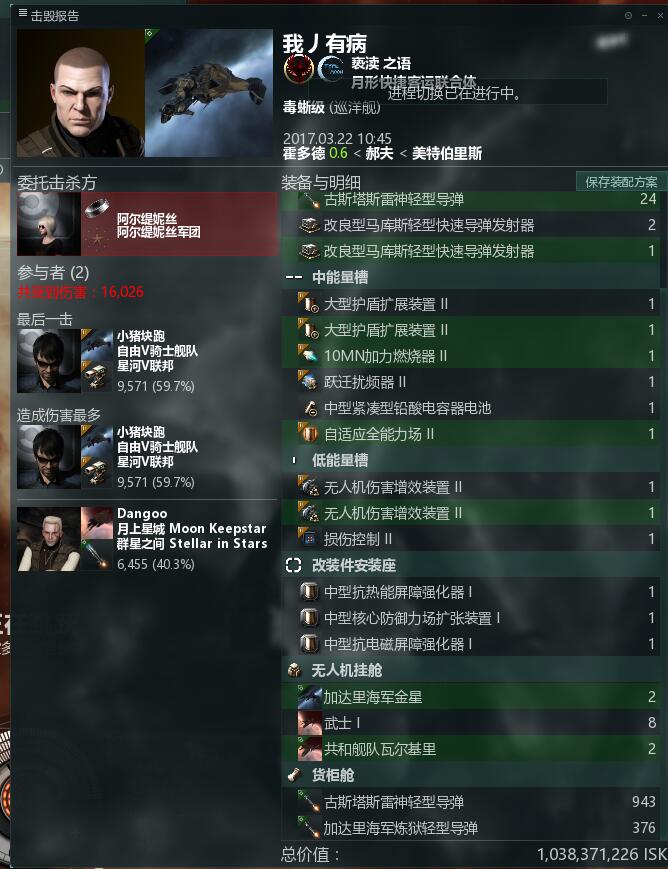 击毁报告
我丿有病
亵渎 之语
月形快捷客运联合体
进程切换已在进行中。
毒蜥级 (巡洋舰)
2017.03.22 10:45
霍多德 0.6 < 郝夫 < 美特伯里斯
委托击杀方
阿尔缇妮丝
阿尔缇妮丝军团
参与者 (2)
共受到伤害：16,026
最后一击
小猪块跑
自由V骑士舰队
星河V联邦
9,571 (59.7%)
造成伤害最多
小猪块跑
自由V骑士舰队
星河V联邦
9,571 (59.7%)
Dangoo
月上星城 Moon Keepstar
群星之间 Stellar in Stars
6,455 (40.3%)
装备与明细
保存装配方案
古斯塔斯雷神轻型导弹 24
改良型马库斯轻型快速导弹发射器 2
改良型马库斯轻型快速导弹发射器 1
中能量槽
大型护盾扩展装置 II 1
大型护盾扩展装置 II 1
10MN加力燃烧器 II 1
跃迁扰频器 II 1
中型紧凑型铅酸电容器电池 1
自适应全能力场 II 1
低能量槽
无人机伤害增效装置 II 1
无人机伤害增效装置 II 1
损伤控制 II 1
改装件安装座
中型抗热能屏障强化器 I 1
中型核心防御力场扩张装置 I 1
中型抗电磁屏障强化器 I 1
无人机挂舱
加达里海军金星 2
武士 I 8
共和舰队瓦尔基里 2
货柜舱
古斯塔斯雷神轻型导弹 943
加达里海军炼狱轻型导弹 376
总价值： 1,038,371,226 ISK